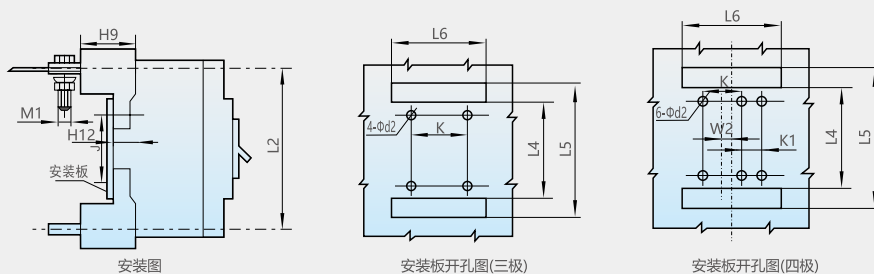 H9
M1
H12
J
L2
安装板
安装图
L6
4-Φd2
K
L4
L5
安装板开孔图(三极)
L6
K
6-Φd2
W2
K1
L4
L5
安装板开孔图(四极)